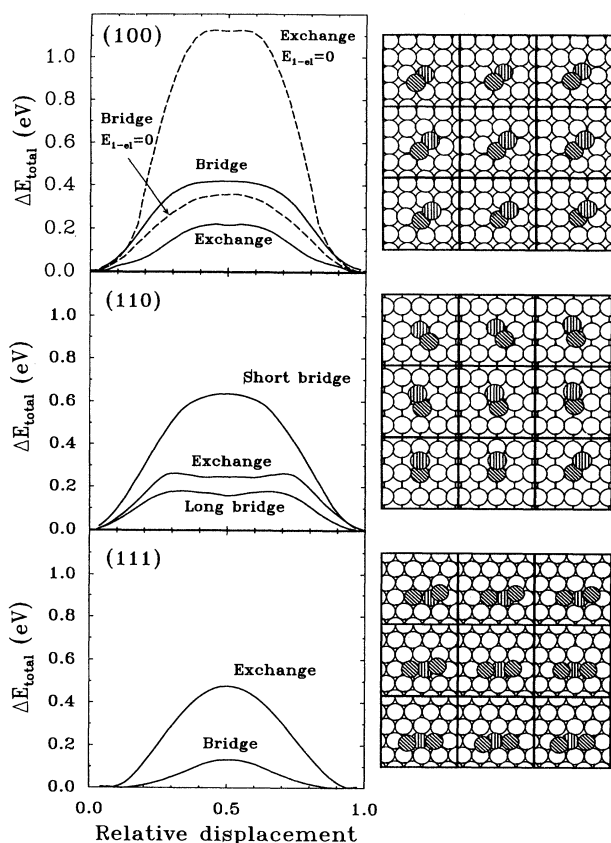 (100)
Exchange
E1-el=0
Bridge
E1-el=0
Bridge
Exchange
ΔEtotal (eV)
1.0
0.8
0.6
0.4
0.2
0.0
(110)
Short bridge
Exchange
Long bridge
ΔEtotal (eV)
1.0
0.8
0.6
0.4
0.2
0.0
(111)
Exchange
Bridge
ΔEtotal (eV)
1.0
0.8
0.6
0.4
0.2
0.0
0.0 0.5 1.0
Relative displacement